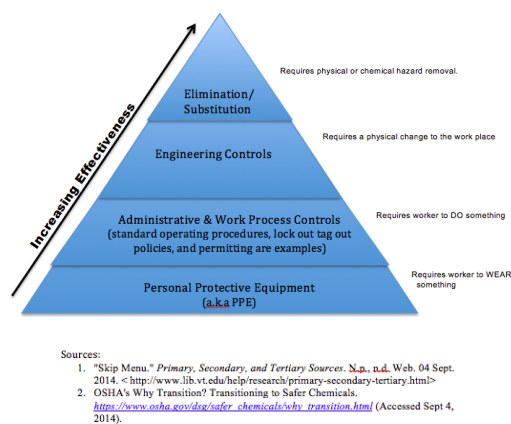 Increasing Effectiveness
Elimination/
Substitution
Requires physical or chemical hazard removal.
Engineering Controls
Requires a physical change to the work place
Administrative & Work Process Controls
(standard operating procedures, lock out tag out
policies, and permitting are examples)
Requires worker to DO something
Personal Protective Equipment
(a.k.a PPE)
Requires worker to WEAR
something
Sources:
1. "Skip Menu." Primary, Secondary, and Tertiary Sources. N.p., n.d. Web. 04 Sept.
2014. < http://www.lib.vt.edu/help/research/primary-secondary-tertiary.html>
2. OSHA's Why Transition? Transitioning to Safer Chemicals.
https://www.osha.gov/dsg/safer_chemicals/why_transition.html (Accessed Sept 4,
2014).